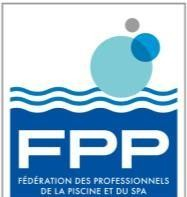 FPP
FÉDÉRATION DES PROFESSIONNELS
DE LA PISCINE ET DU SPA